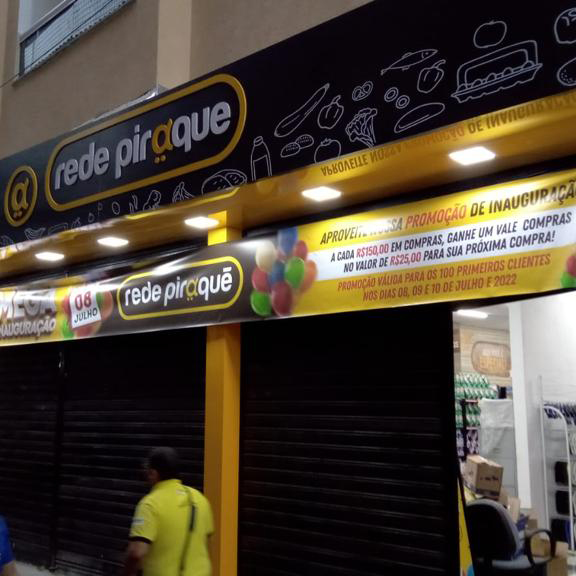 rede piraque
MEGA
INAUGURAÇÃO
08
JULHO
rede piraquê
APROVEITE NOSSA PROMOÇÃO DE INAUGURAÇÃO
A CADA R$150,00 EM COMPRAS, GANHE UM VALE COMPRAS
NO VALOR DE R$25,00 PARA SUA PRÓXIMA COMPRA!
PROMOÇÃO VÁLIDA PARA OS 100 PRIMEIROS CLIENTES
NOS DIAS 08, 09 E 10 DE JULHO E 2022